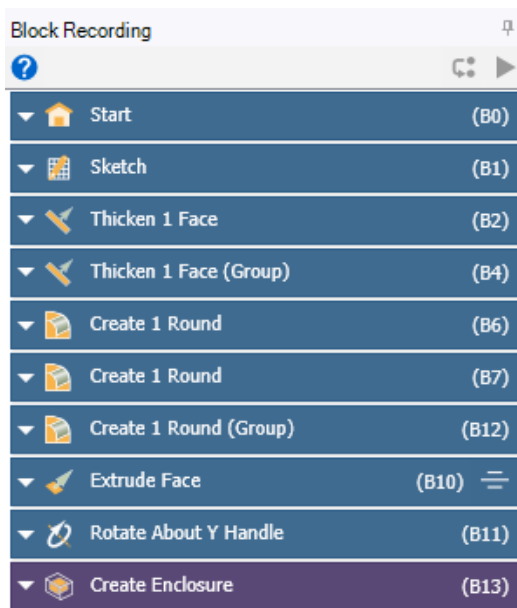 Block Recording
?
Start (B0)
Sketch (B1)
Thicken 1 Face (B2)
Thicken 1 Face (Group) (B4)
Create 1 Round (B6)
Create 1 Round (B7)
Create 1 Round (Group) (B12)
Extrude Face (B10)
Rotate About Y Handle (B11)
Create Enclosure (B13)